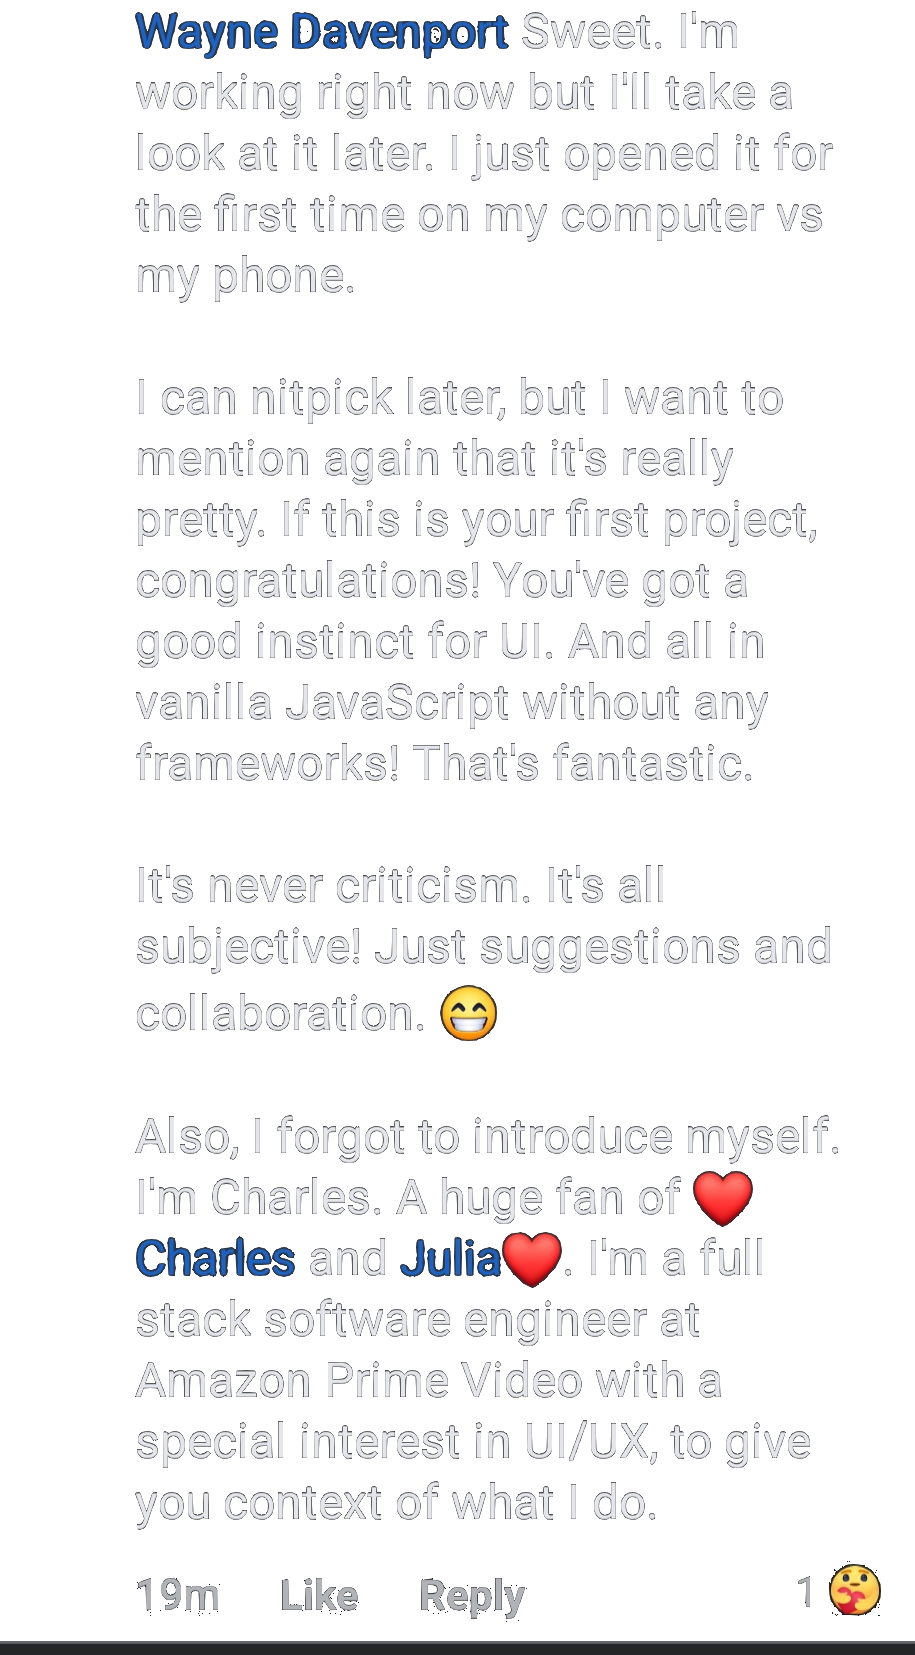 Wayne Davenport Sweet. I'm
working right now but I'll take a
look at it later. I just opened it for
the first time on my computer vs
my phone.
I can nitpick later, but I want to
mention again that it's really
pretty. If this is your first project,
congratulations! You've got a
good instinct for UI. And all in
vanilla JavaScript without any
frameworks! That's fantastic.
It's never criticism. It's all
subjective! Just suggestions and
collaboration. 😁
Also, I forgot to introduce myself.
I'm Charles. A huge fan of ❤️
Charles and Julia❤️. I'm a full
stack software engineer at
Amazon Prime Video with a
special interest in UI/UX, to give
you context of what I do.
19m Like Reply 1